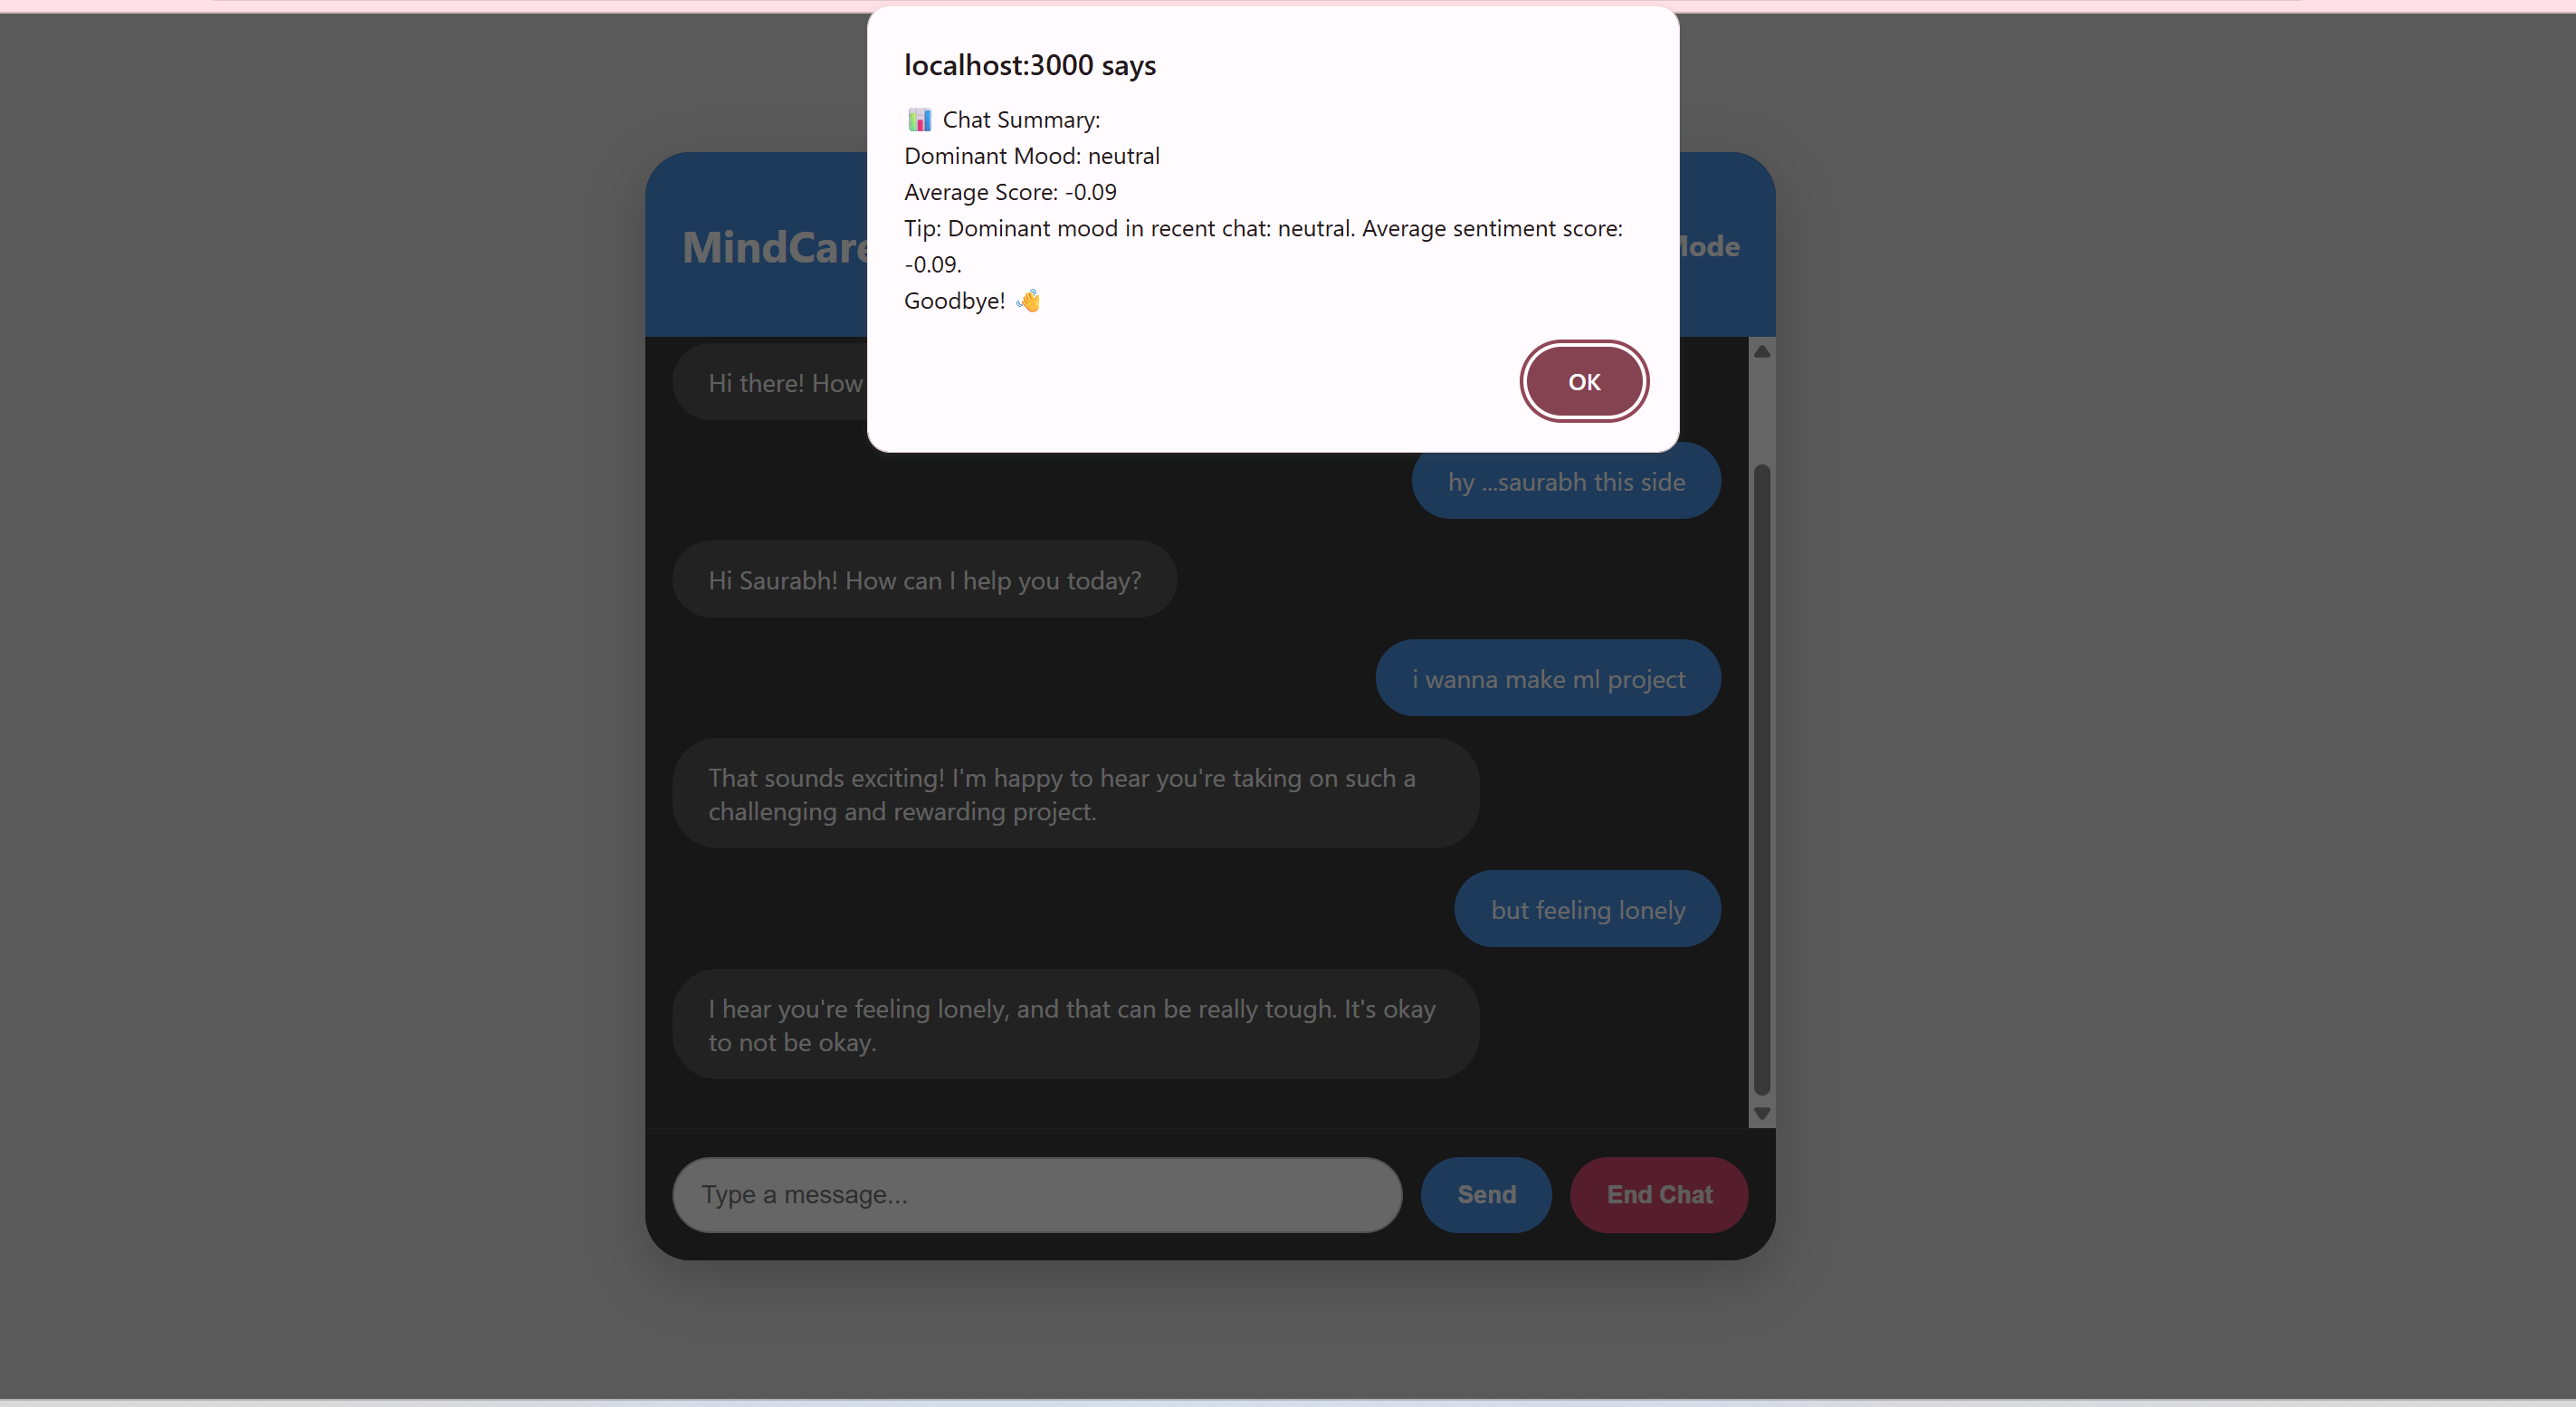 localhost:3000 says
📊 Chat Summary:
Dominant Mood: neutral
Average Score: -0.09
Tip: Dominant mood in recent chat: neutral. Average sentiment score:
-0.09.
Goodbye! 👋
OK
MindCare
Mode
Hi there! How
hy ...saurabh this side
Hi Saurabh! How can I help you today?
i wanna make ml project
That sounds exciting! I'm happy to hear you're taking on such a
challenging and rewarding project.
but feeling lonely
I hear you're feeling lonely, and that can be really tough. It's okay
to not be okay.
Type a message...
Send
End Chat